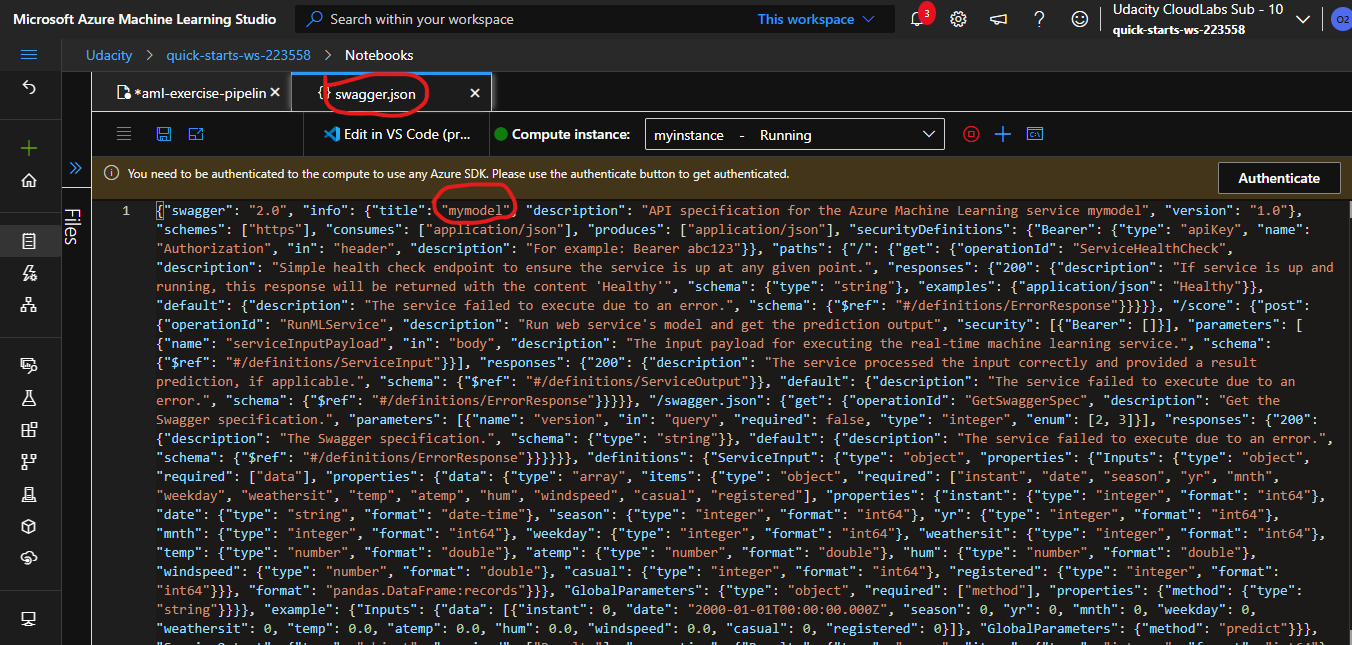 Microsoft Azure Machine Learning Studio
Search within your workspace
This workspace
3
Udacity CloudLabs Sub - 10
quick-starts-ws-223558
O2
Udacity > quick-starts-ws-223558 > Notebooks
*aml-exercise-pipelin
{} swagger.json
Edit in VS Code (pr...
Compute instance:
myinstance - Running
You need to be authenticated to the compute to use any Azure SDK. Please use the authenticate button to get authenticated.
Authenticate
Files
1
{"swagger": "2.0", "info": {"title": "mymodel", "description": "API specification for the Azure Machine Learning service mymodel", "version": "1.0"},
"schemes": ["https"], "consumes": ["application/json"], "produces": ["application/json"], "securityDefinitions": {"Bearer": {"type": "apiKey", "name":
"Authorization", "in": "header", "description": "For example: Bearer abc123"}}, "paths": {"/": {"get": {"operationId": "ServiceHealthCheck",
"description": "Simple health check endpoint to ensure the service is up at any given point.", "responses": {"200": {"description": "If service is up and
running, this response will be returned with the content 'Healthy'", "schema": {"type": "string"}, "examples": {"application/json": "Healthy"}},
"default": {"description": "The service failed to execute due to an error.", "schema": {"$ref": "#/definitions/ErrorResponse"}}}}}, "/score": {"post":
{"operationId": "RunMLService", "description": "Run web service's model and get the prediction output", "security": [{"Bearer": []}], "parameters": [
{"name": "serviceInputPayload", "in": "body", "description": "The input payload for executing the real-time machine learning service.", "schema":
{"$ref": "#/definitions/ServiceInput"}}], "responses": {"200": {"description": "The service processed the input correctly and provided a result
prediction, if applicable.", "schema": {"$ref": "#/definitions/ServiceOutput"}}, "default": {"description": "The service failed to execute due to an
error.", "schema": {"$ref": "#/definitions/ErrorResponse"}}}}}, "/swagger.json": {"get": {"operationId": "GetSwaggerSpec", "description": "Get the
Swagger specification.", "parameters": [{"name": "version", "in": "query", "required": false, "type": "integer", "enum": [2, 3]}], "responses": {"200":
{"description": "The Swagger specification.", "schema": {"type": "string"}}, "default": {"description": "The service failed to execute due to an error.",
"schema": {"$ref": "#/definitions/ErrorResponse"}}}}}}, "definitions": {"ServiceInput": {"type": "object", "properties": {"Inputs": {"type": "object",
"required": ["data"], "properties": {"data": {"type": "array", "items": {"type": "object", "required": ["instant", "date", "season", "yr", "mnth",
"weekday", "weathersit", "temp", "atemp", "hum", "windspeed", "casual", "registered"], "properties": {"instant": {"type": "integer", "format": "int64"},
"date": {"type": "string", "format": "date-time"}, "season": {"type": "integer", "format": "int64"}, "yr": {"type": "integer", "format": "int64"},
"mnth": {"type": "integer", "format": "int64"}, "weekday": {"type": "integer", "format": "int64"}, "weathersit": {"type": "integer", "format": "int64"},
"temp": {"type": "number", "format": "double"}, "atemp": {"type": "number", "format": "double"}, "hum": {"type": "number", "format": "double"},
"windspeed": {"type": "number", "format": "double"}, "casual": {"type": "integer", "format": "int64"}, "registered": {"type": "integer", "format":
"int64"}}}, "format": "pandas.DataFrame:records"}}}, "GlobalParameters": {"type": "object", "required": ["method"], "properties": {"method": {"type":
"string"}}}}, "example": {"Inputs": {"data": [{"instant": 0, "date": "2000-01-01T00:00:00.000Z", "season": 0, "yr": 0, "mnth": 0, "weekday": 0,
"weathersit": 0, "temp": 0.0, "atemp": 0.0, "hum": 0.0, "windspeed": 0.0, "casual": 0, "registered": 0}]}, "GlobalParameters": {"method": "predict"}}},